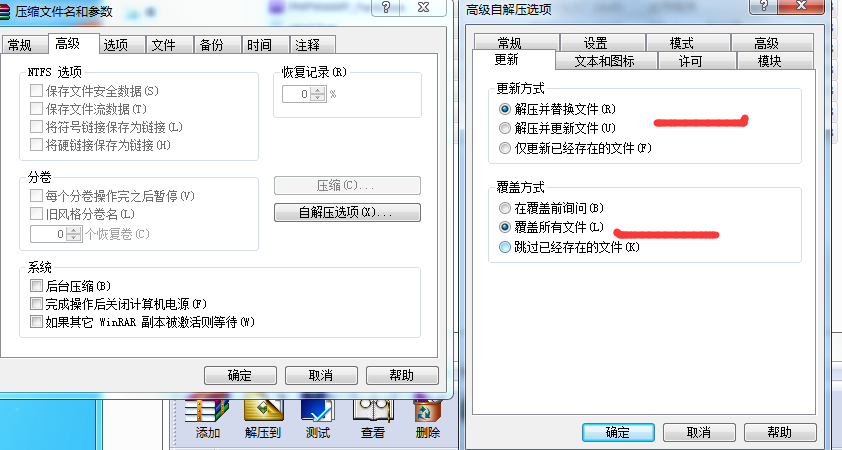 压缩文件名和参数
常规 高级 选项 文件 备份 时间 注释
NTFS 选项
保存文件安全数据(S)
保存文件流数据(T)
将符号链接保存为链接(L)
将硬链接保存为链接(H)
恢复记录(R)
0 %
分卷
每个分卷操作完之后暂停(V)
旧风格分卷名(L)
0 个恢复卷(C)
压缩(C)...
自解压选项(X)...
系统
后台压缩(B)
完成操作后关闭计算机电源(F)
如果其它 WinRAR 副本被激活则等待(W)
确定 取消 帮助
添加 解压到 测试 查看 删除
高级自解压选项
常规 设置 模式 高级
更新 文本和图标 许可 模块
更新方式
解压并替换文件(R)
解压并更新文件(U)
仅更新已经存在的文件(F)
覆盖方式
在覆盖前询问(B)
覆盖所有文件(L)
跳过已经存在的文件(K)
确定 取消 帮助